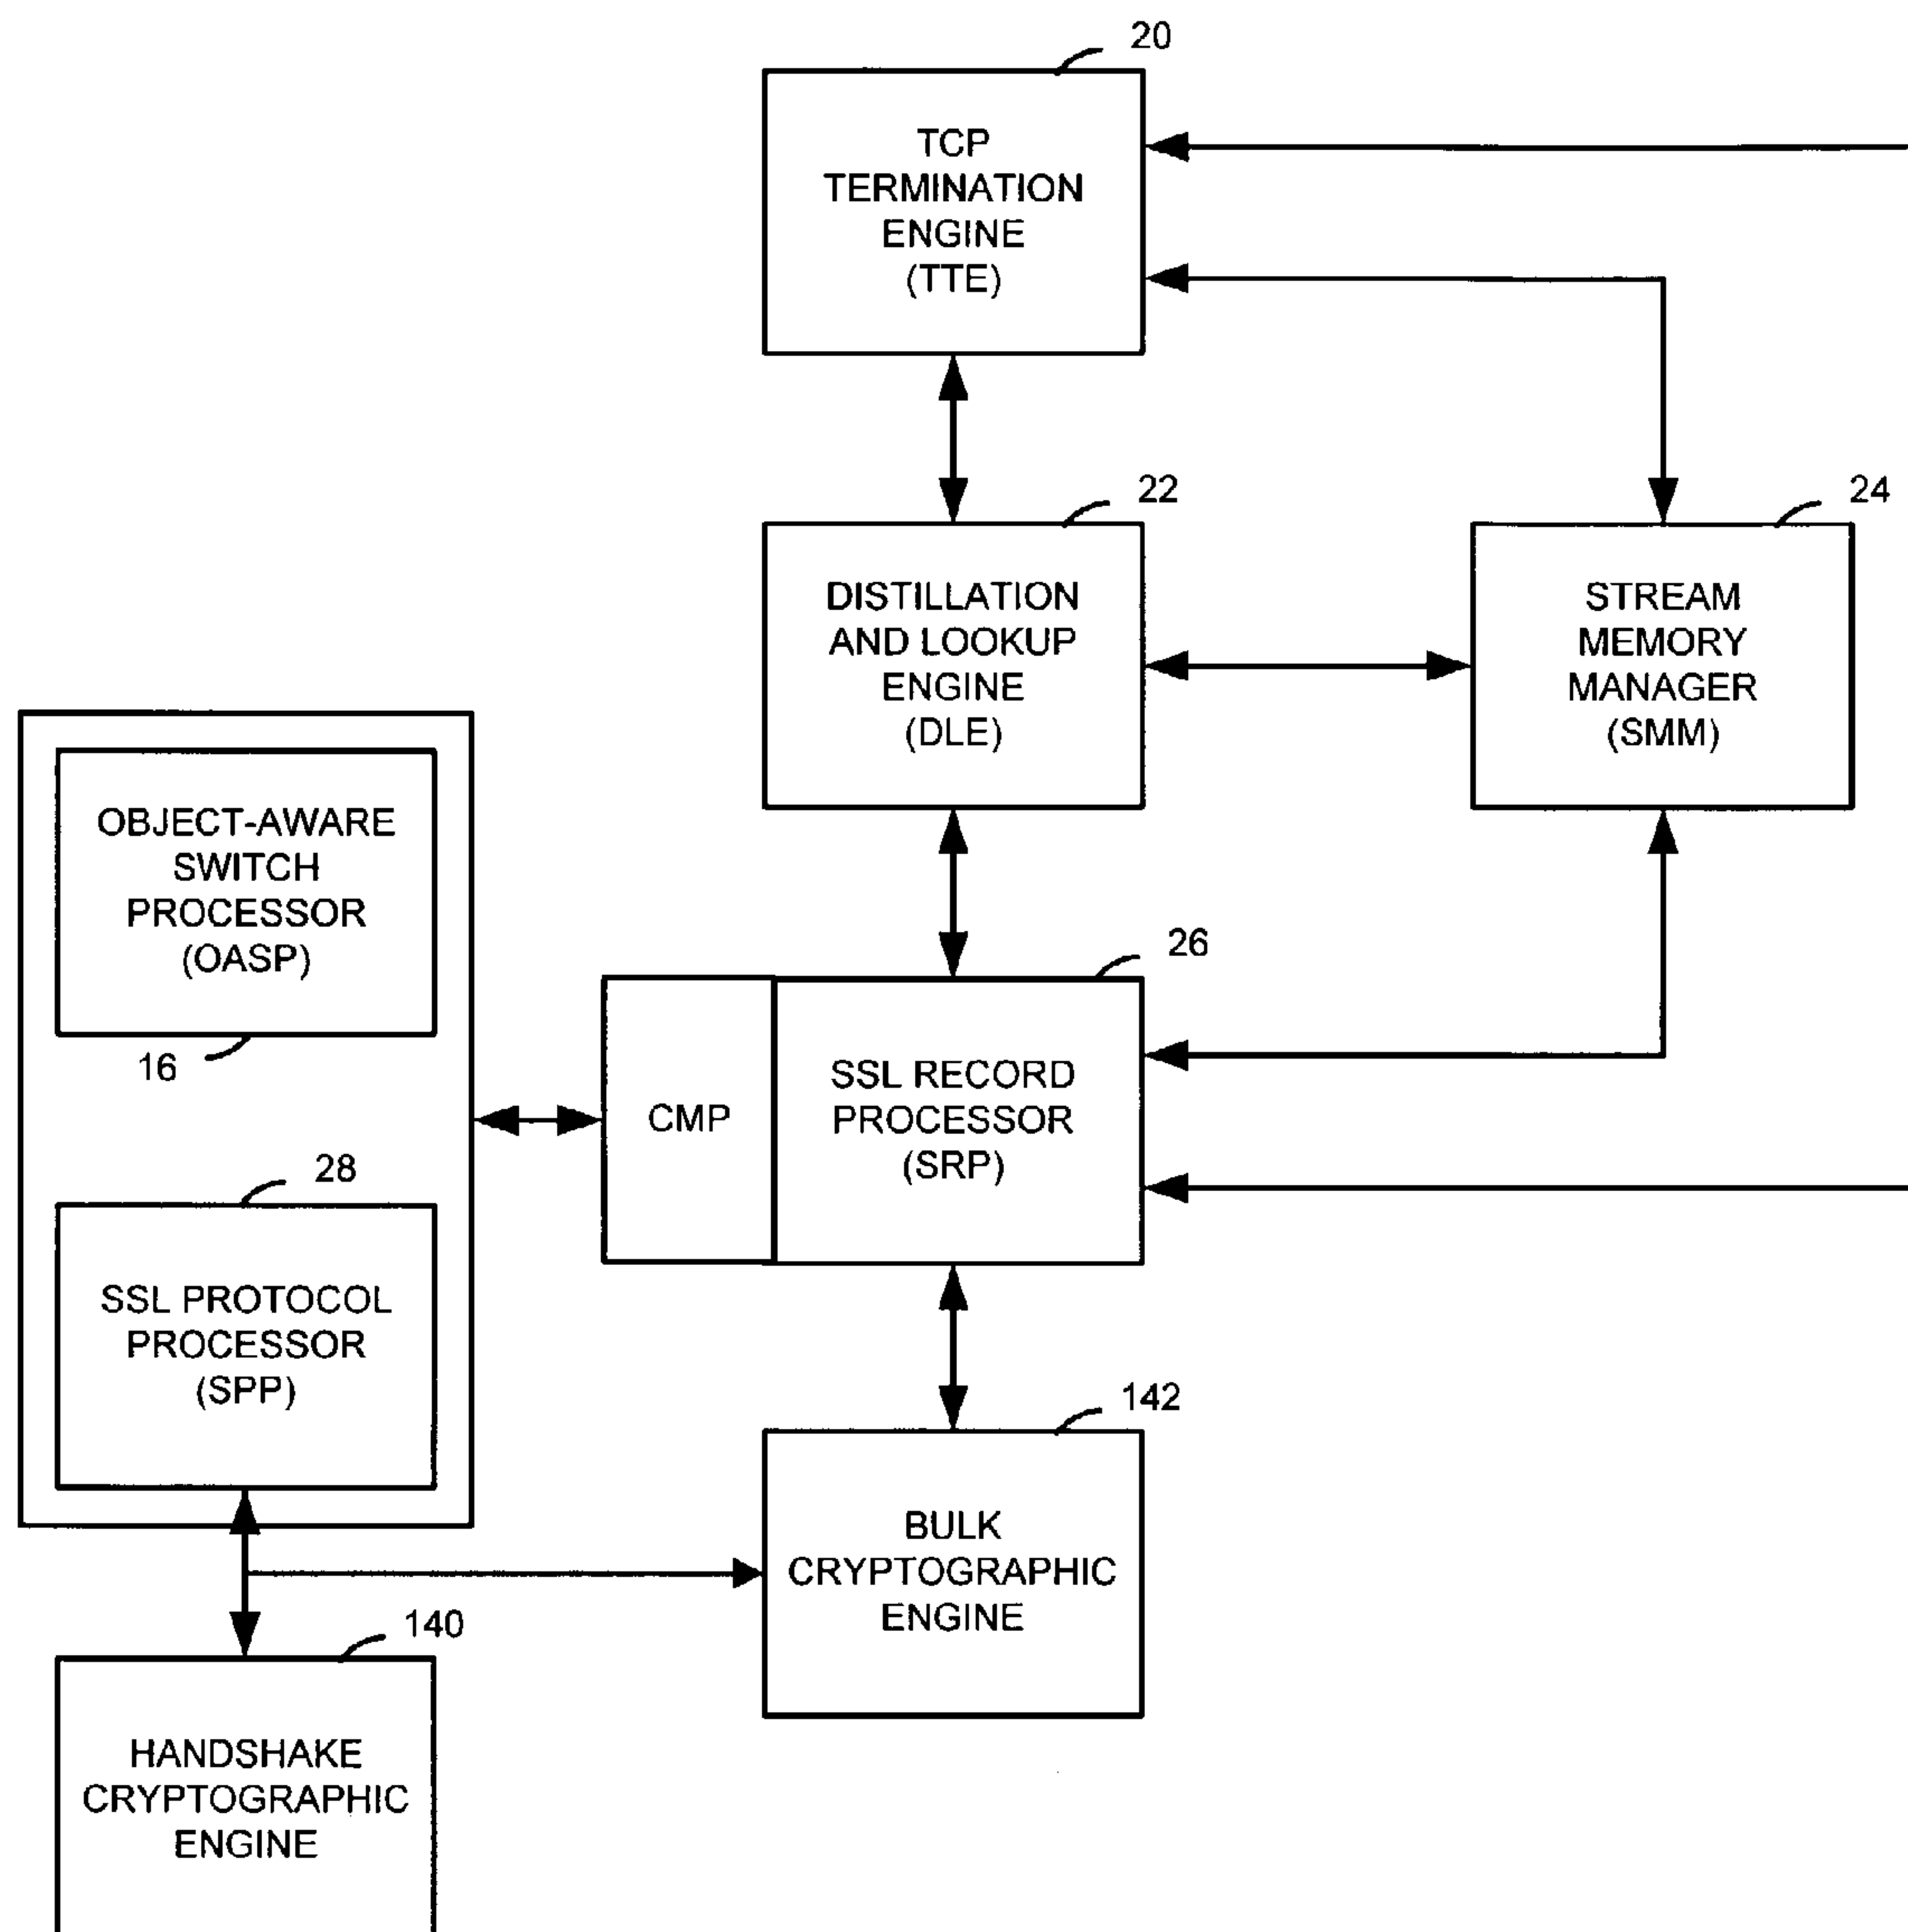 20
TCP
TERMINATION
ENGINE
(TTE)
22
DISTILLATION
AND LOOKUP
ENGINE
(DLE)
24
STREAM
MEMORY
MANAGER
(SMM)
OBJECT-AWARE
SWITCH
PROCESSOR
(OASP)
16
28
SSL PROTOCOL
PROCESSOR
(SPP)
26
CMP
SSL RECORD
PROCESSOR
(SRP)
142
BULK
CRYPTOGRAPHIC
ENGINE
140
HANDSHAKE
CRYPTOGRAPHIC
ENGINE